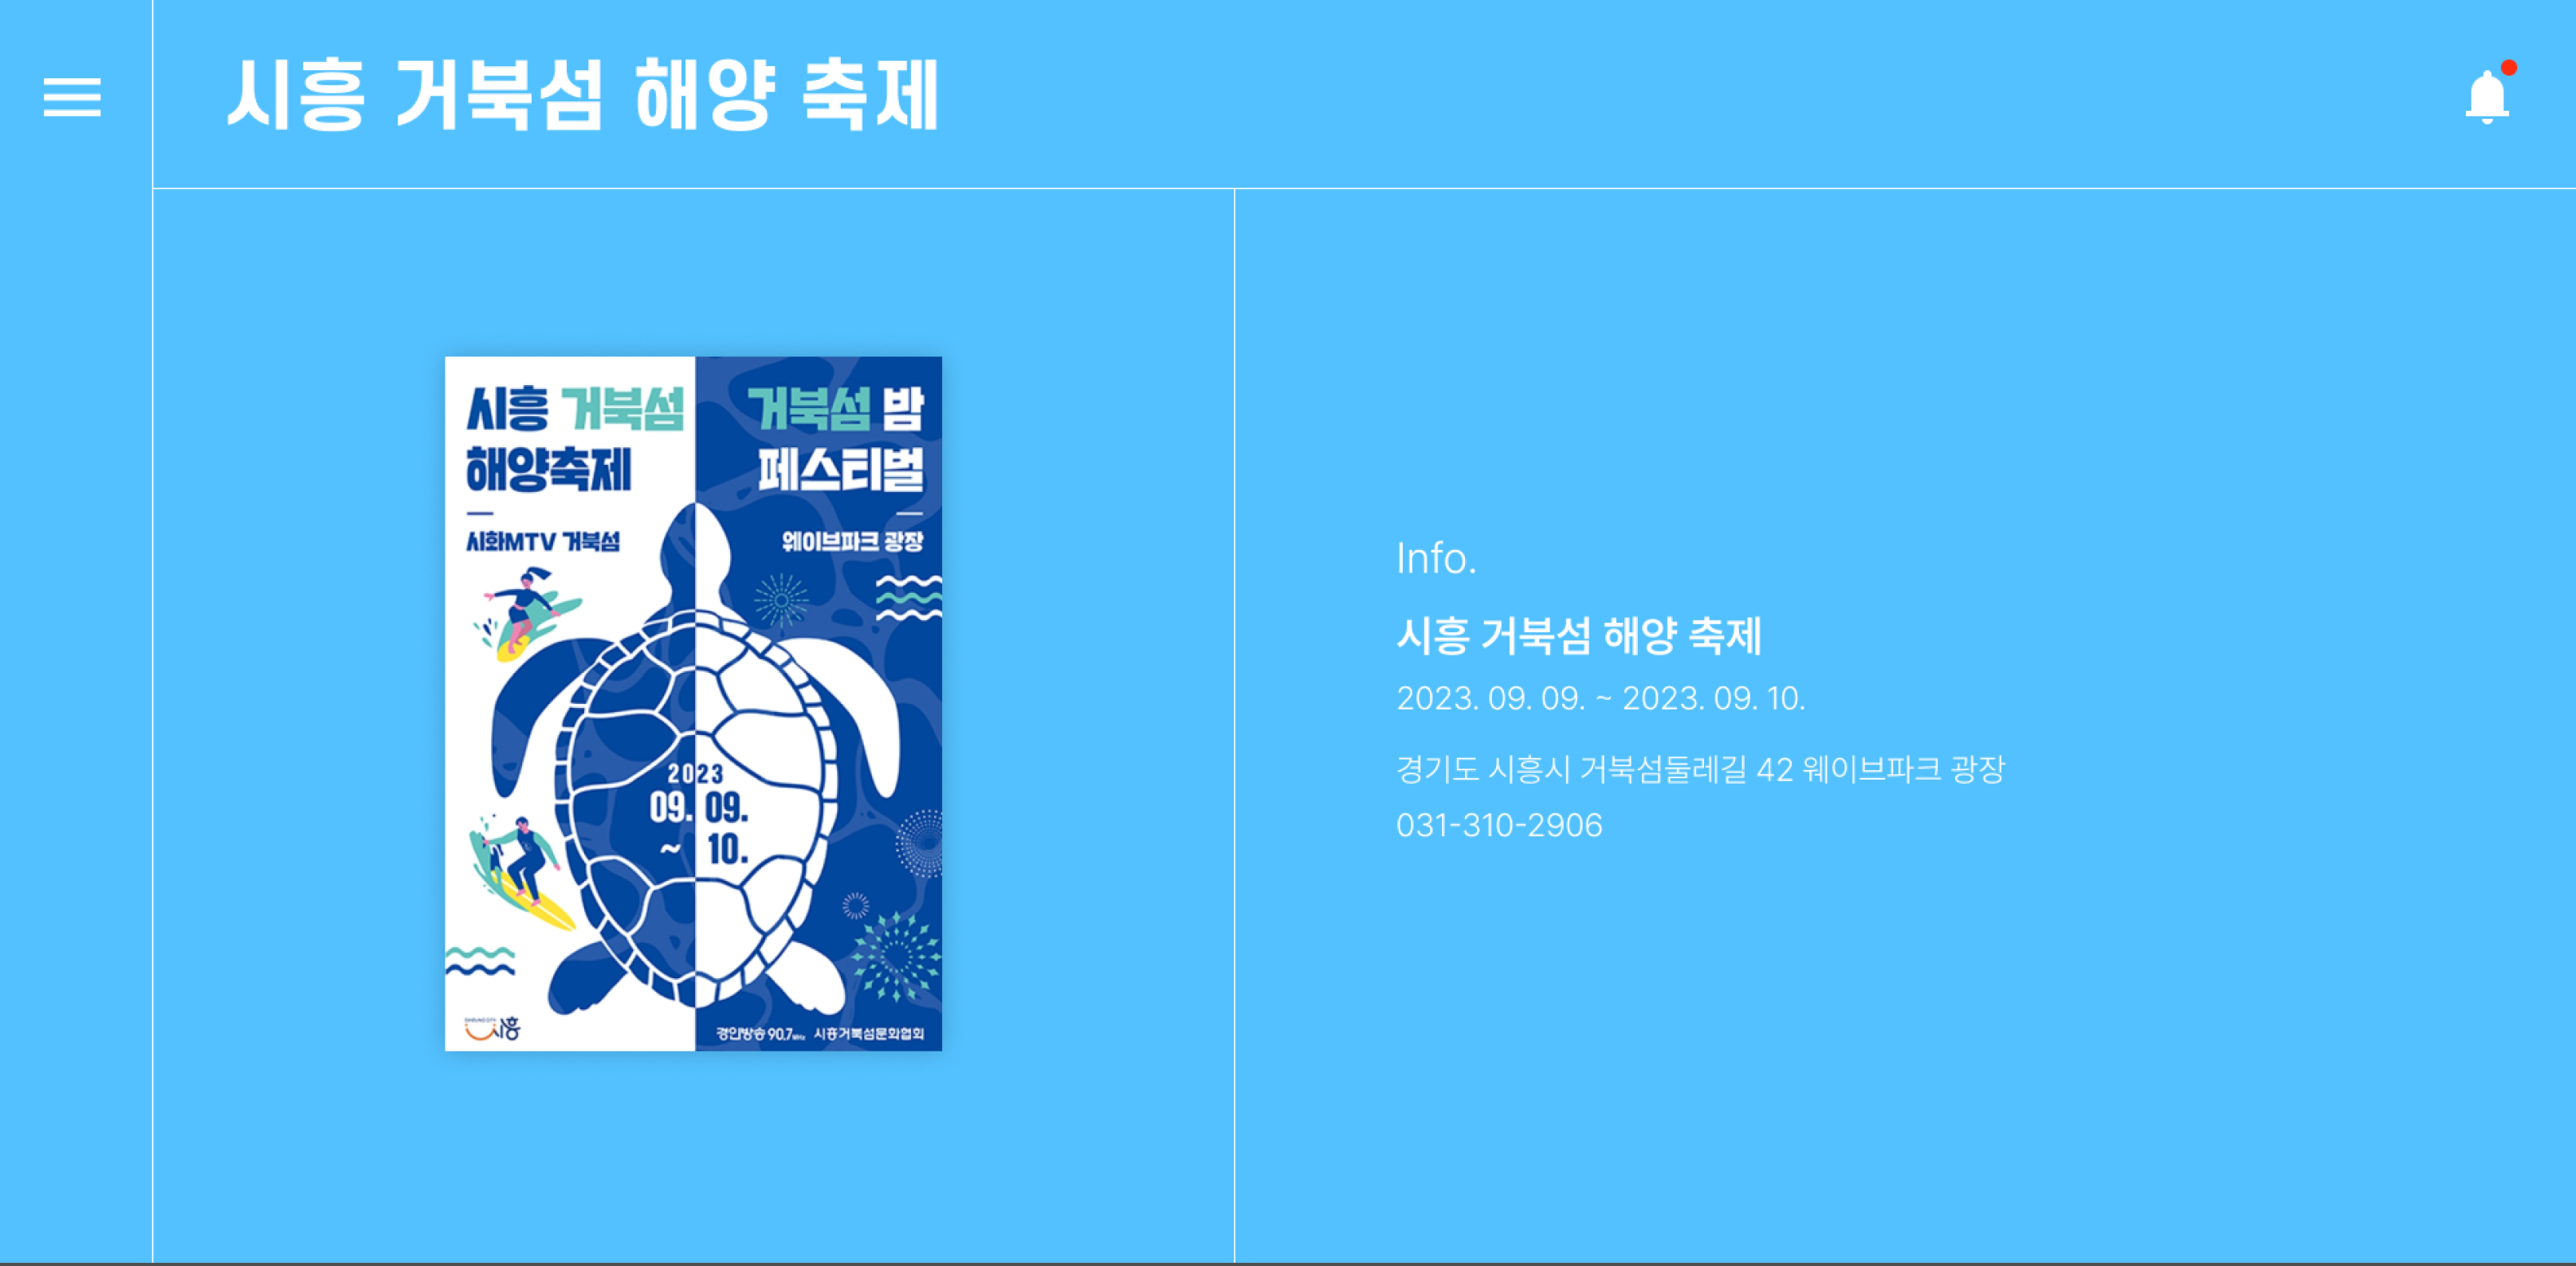 시흥 거북섬 해양 축제
시흥 거북섬
해양축제
시화MTV 거북섬
거북섬 밤
페스티벌
웨이브파크 광장
2023
09. 09.
~ 10.
시흥
경인방송 90.7MHz 시흥거북섬문화협회
Info.
시흥 거북섬 해양 축제
2023. 09. 09. ~ 2023. 09. 10.
경기도 시흥시 거북섬둘레길 42 웨이브파크 광장
031-310-2906